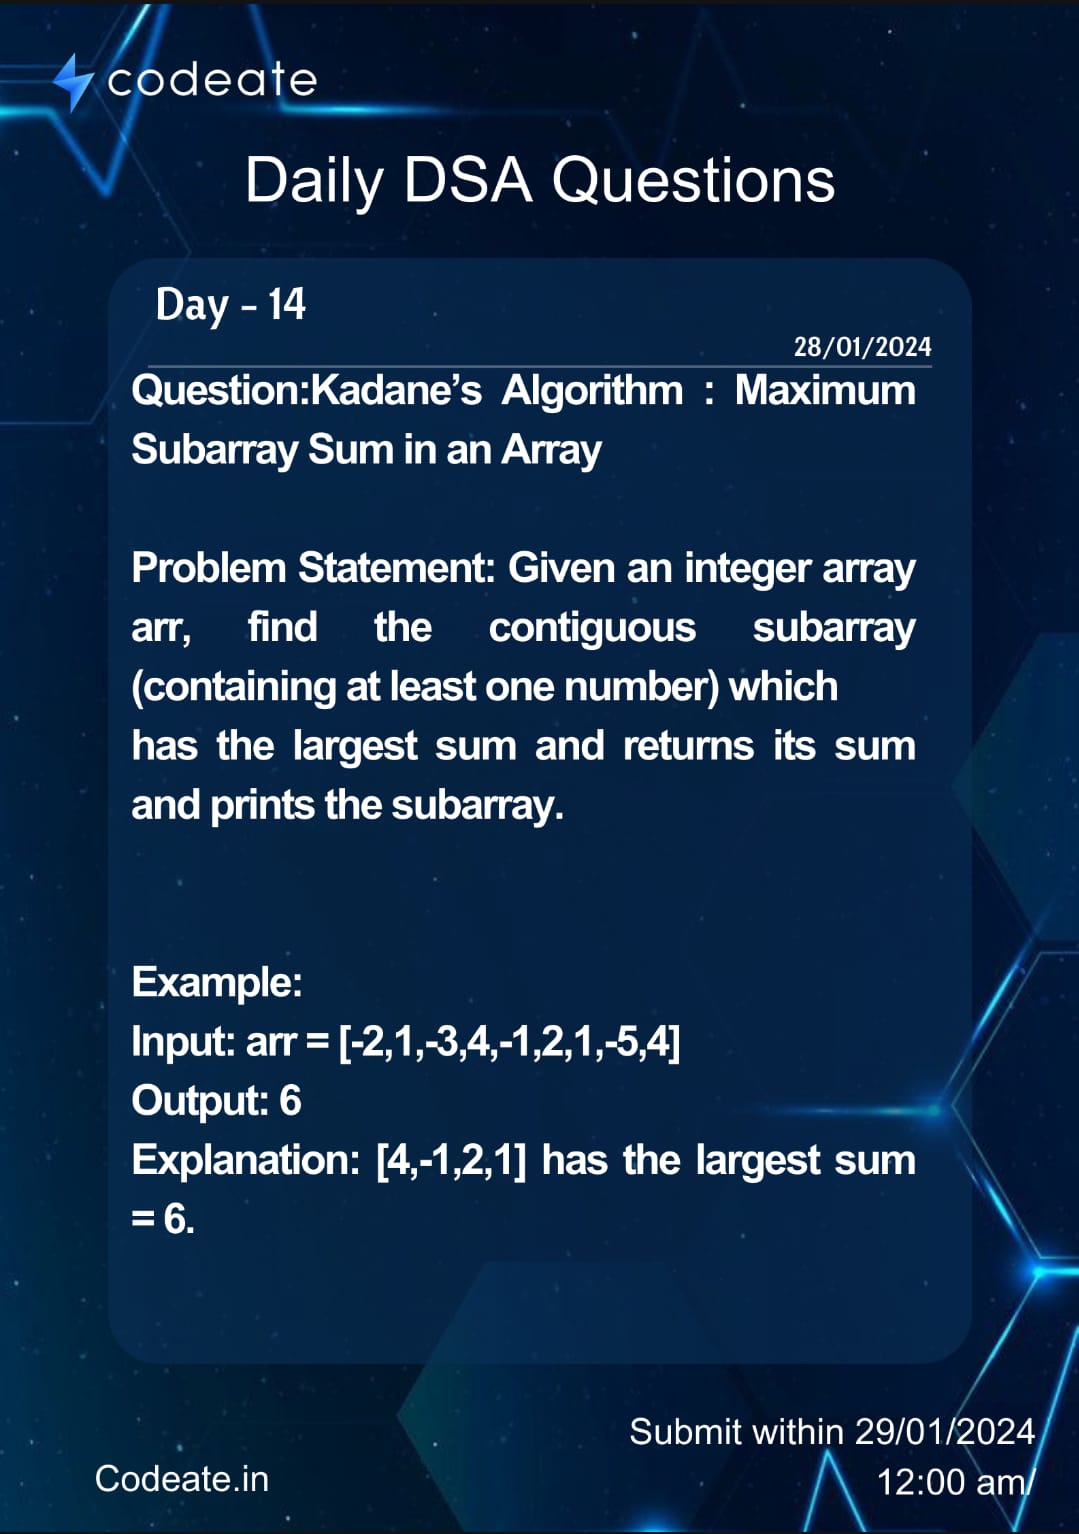 codeate
Daily DSA Questions
Day - 14
28/01/2024
Question:Kadane’s Algorithm : Maximum
Subarray Sum in an Array
Problem Statement: Given an integer array
arr, find the contiguous subarray
(containing at least one number) which
has the largest sum and returns its sum
and prints the subarray.
Example:
Input: arr = [-2,1,-3,4,-1,2,1,-5,4]
Output: 6
Explanation: [4,-1,2,1] has the largest sum
= 6.
Submit within 29/01/2024
12:00 am/
Codeate.in